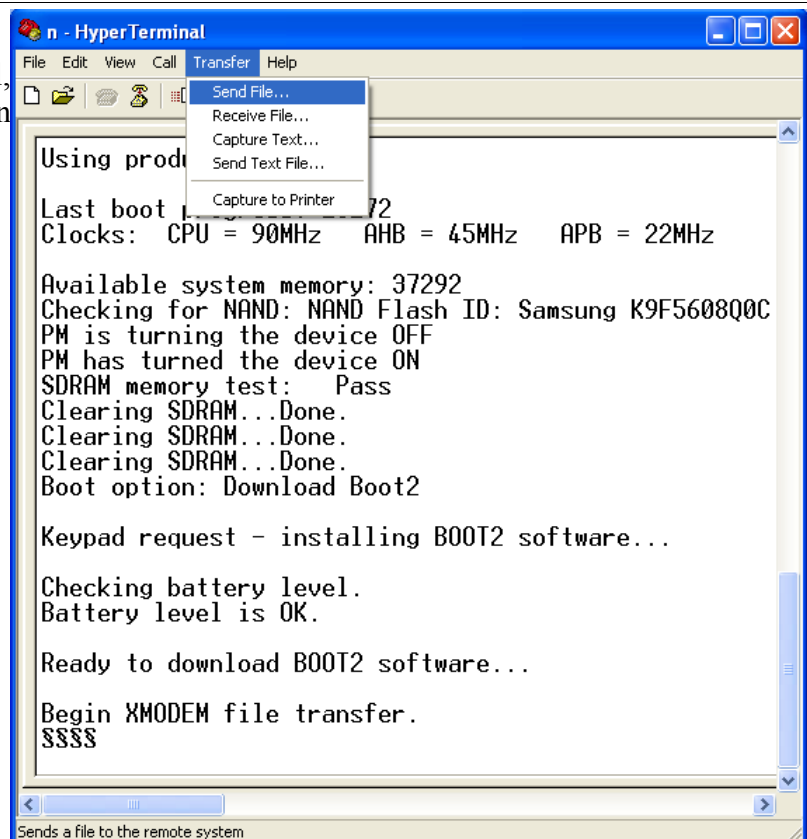 n - HyperTerminal
File Edit View Call Transfer Help
Send File...
Receive File...
Capture Text...
Send Text File...
Capture to Printer
Using
Last boot
Clocks: CPU = 90MHz AHB = 45MHz APB = 22MHz
Available system memory: 37292
Checking for NAND: NAND Flash ID: Samsung K9F5608Q0C
PM is turning the device OFF
PM has turned the device ON
SDRAM memory test: Pass
Clearing SDRAM...Done.
Clearing SDRAM...Done.
Clearing SDRAM...Done.
Boot option: Download Boot2
Keypad request - installing BOOT2 software...
Checking battery level.
Battery level is OK.
Ready to download BOOT2 software...
Begin XMODEM file transfer.
§§§§
Sends a file to the remote system